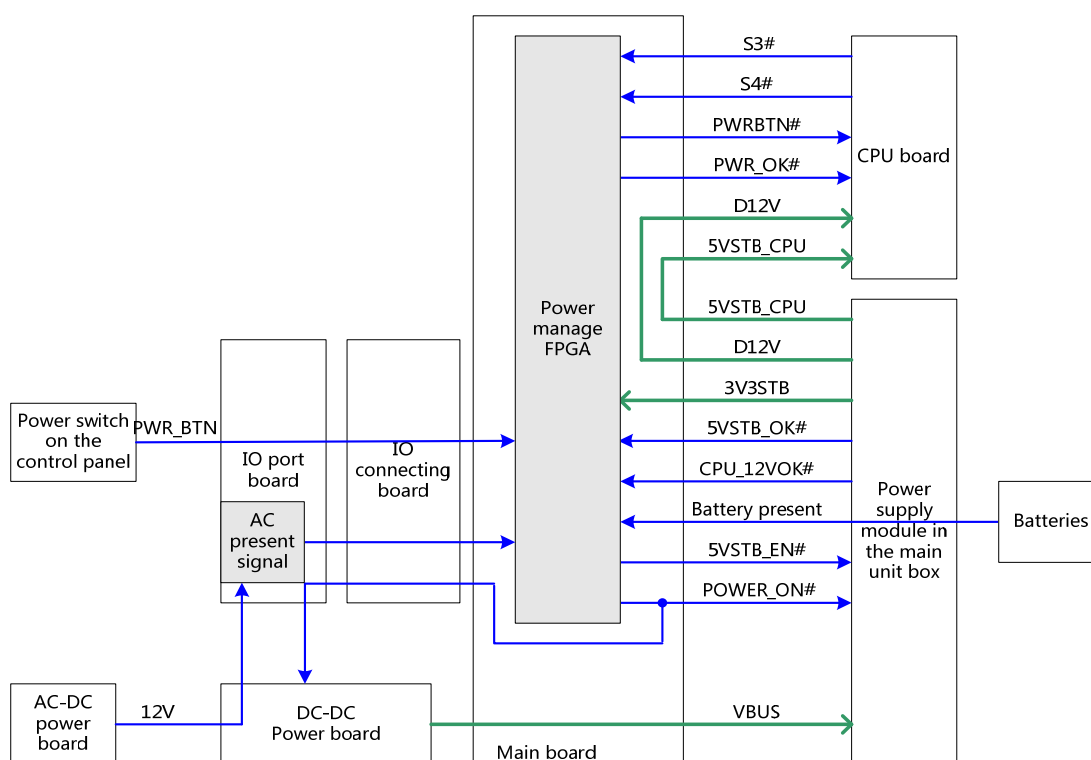 S3#
S4#
PWRBTN#
PWR_OK#
CPU board
D12V
5VSTB_CPU
Power
manage
FPGA
5VSTB_CPU
D12V
3V3STB
Power switch
on the
control panel
PWR_BTN
IO port
board
IO
connecting
board
5VSTB_OK#
CPU_12VOK#
Power
supply
module in
the main
unit box
Battery present
Batteries
AC
present
signal
5VSTB_EN#
POWER_ON#
AC-DC
power
board
12V
DC-DC
Power board
VBUS
Main board